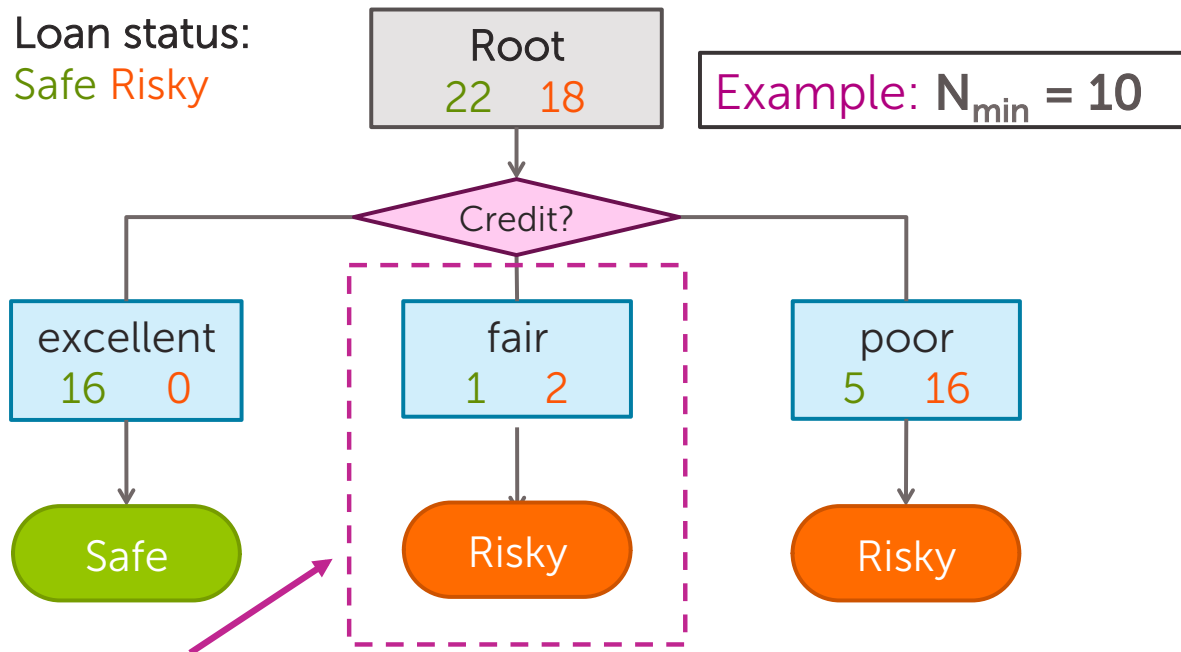 Loan status:
Safe Risky
Root
22 18
Example: Nmin = 10
Credit?
excellent
16 0
fair
1 2
poor
5 16
Safe
Risky
Risky